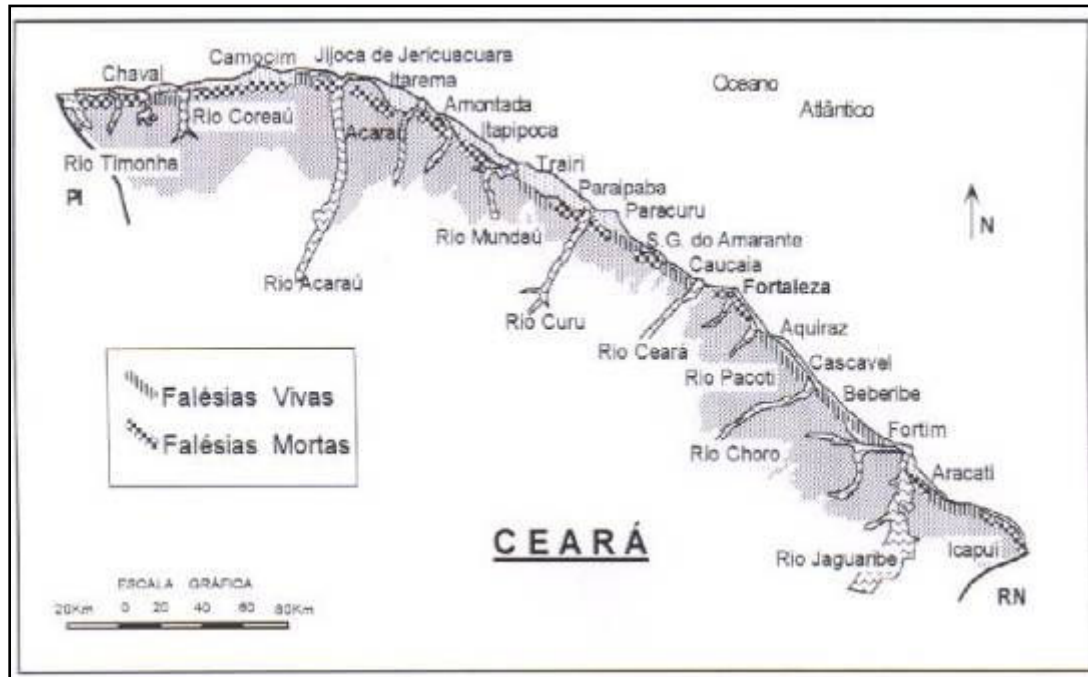 Chaval
Camocim
Jijoca de Jericuacuara
Itarema
Oceano
Atlântico
Amontada
Rio Coreaú
Acaraú
Itapipoca
Rio Timonha
Trairi
PI
Paraipaba
Paracuru
N
Rio Mundaú
S.G. do Amarante
Caucaia
Rio Acaraú
Fortaleza
Rio Curu
Aquiraz
Rio Ceará
Cascavel
Rio Pacoti
Falésias Vivas
Beberibe
Falésias Mortas
Fortim
Rio Choro
Aracati
CEARÁ
Rio Jaguaribe
Icapuí
ESCALA GRÁFICA
RN
20Km 0 20 40 60 80Km